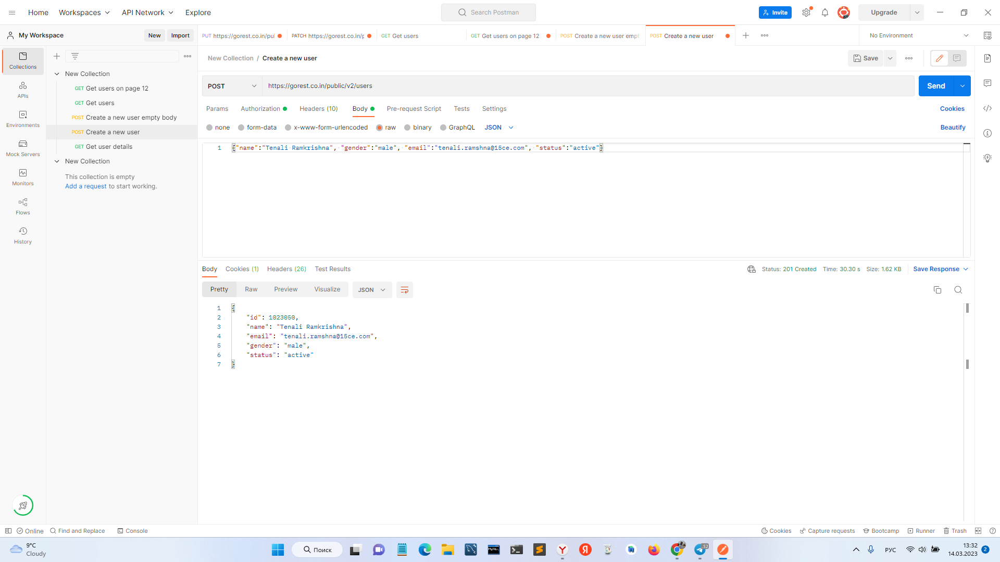 Home Workspaces API Network Explore Search Postman Invite Upgrade
My Workspace New Import PUT https://gorest.co.in/pul PATCH https://gorest.co.in/p GET Get users GET Get users on page 12 POST Create a new user empt POST Create a new user No Environment
Collections
APIs
Environments
Mock Servers
Monitors
Flows
History
New Collection
GET Get users on page 12
GET Get users
POST Create a new user empty body
POST Create a new user
GET Get user details
New Collection
This collection is empty
Add a request to start working.
New Collection / Create a new user Save
POST https://gorest.co.in/public/v2/users Send
Params Authorization Headers (10) Body Pre-request Script Tests Settings Cookies
none form-data x-www-form-urlencoded raw binary GraphQL JSON Beautify
1 {"name":"Tenali Ramkrishna", "gender":"male", "email":"tenali.ramshna@15ce.com", "status":"active"}
Body Cookies (1) Headers (26) Test Results Status: 201 Created Time: 30.30 s Size: 1.62 KB Save Response
Pretty Raw Preview Visualize JSON
1 {
2 "id": 1023050,
3 "name": "Tenali Ramkrishna",
4 "email": "tenali.ramshna@15ce.com",
5 "gender": "male",
6 "status": "active"
7 }
Online Find and Replace Console Cookies Capture requests Bootcamp Runner Trash
9°C
Cloudy
Поиск
MySQL
52
РУС
13:32
14.03.2023
2